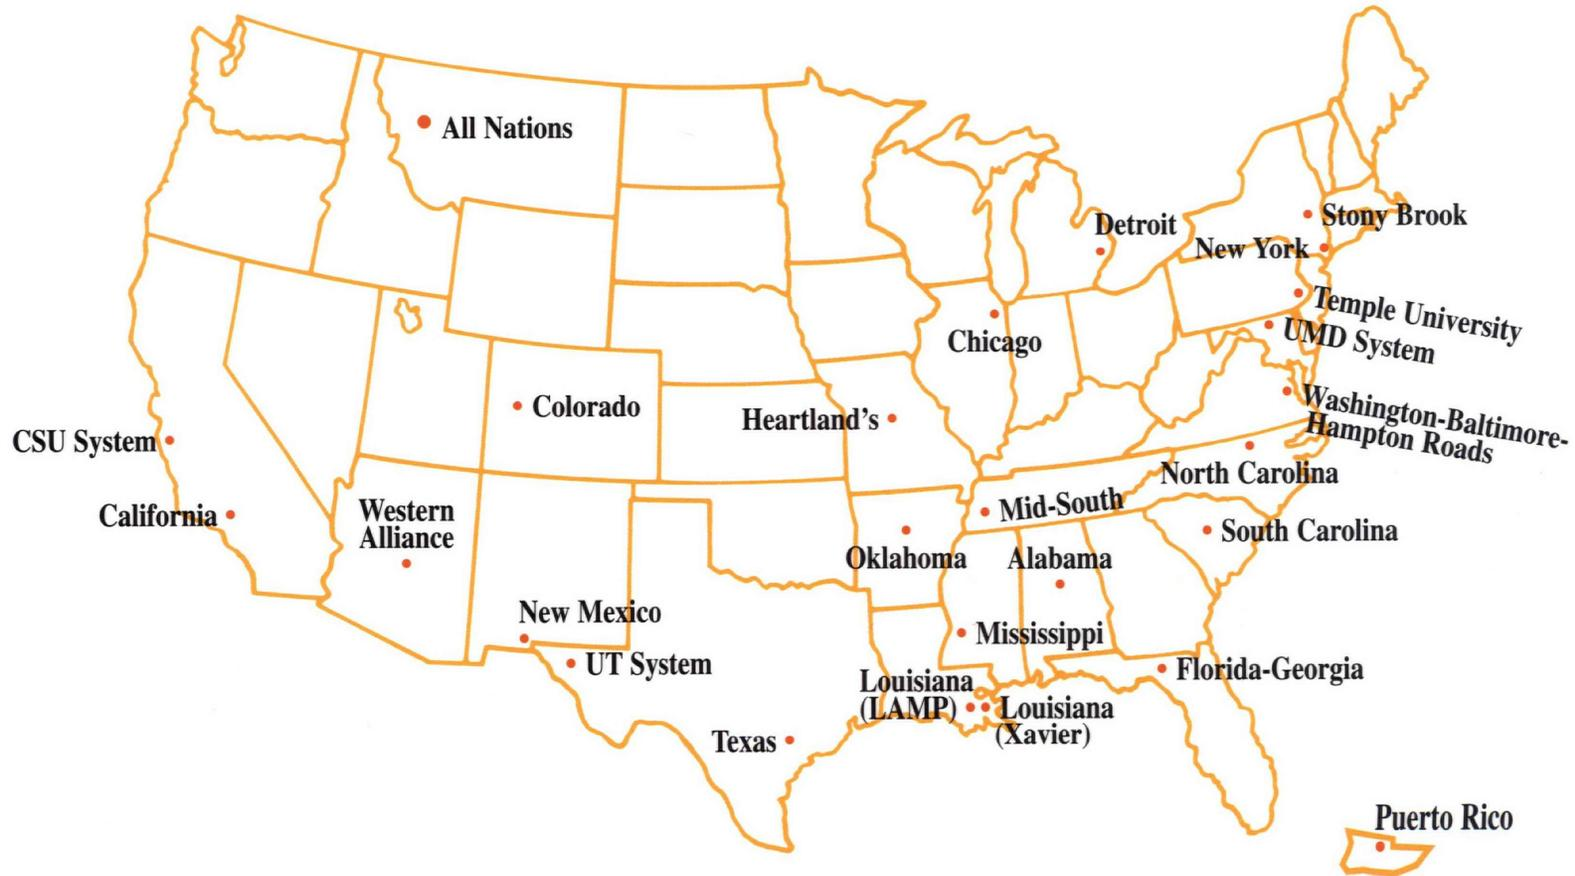 All Nations
Stony Brook
Detroit
New York
Temple University
UMD System
Chicago
Washington-Baltimore-
Hampton Roads
Colorado
Heartland's
CSU System
North Carolina
Mid-South
Western
Alliance
California
South Carolina
Oklahoma
Alabama
New Mexico
Mississippi
UT System
Florida-Georgia
Louisiana
(LAMP)
Louisiana
(Xavier)
Texas
Puerto Rico